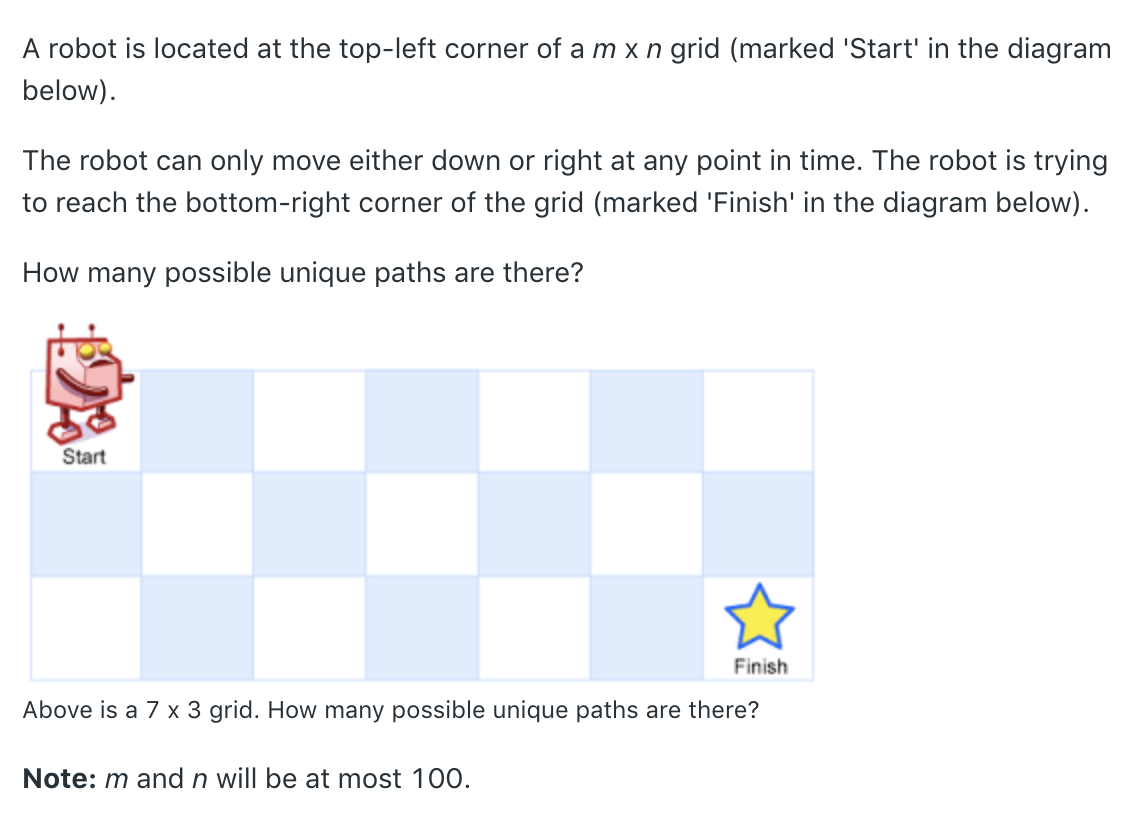 A robot is located at the top-left corner of a m x n grid (marked 'Start' in the diagram
below).
The robot can only move either down or right at any point in time. The robot is trying
to reach the bottom-right corner of the grid (marked 'Finish' in the diagram below).
How many possible unique paths are there?
Start
Finish
Above is a 7 x 3 grid. How many possible unique paths are there?
Note: m and n will be at most 100.